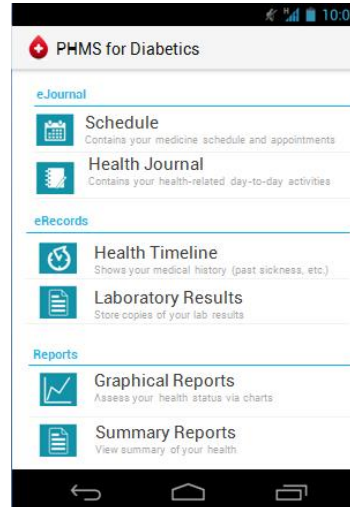 H 10:0
PHMS for Diabetics
eJournal
Schedule
Contains your medicine schedule and appointments
Health Journal
Contains your health-related day-to-day activities
eRecords
Health Timeline
Shows your medical history (past sickness, etc.)
Laboratory Results
Store copies of your lab results
Reports
Graphical Reports
Assess your health status via charts
Summary Reports
View summary of your health